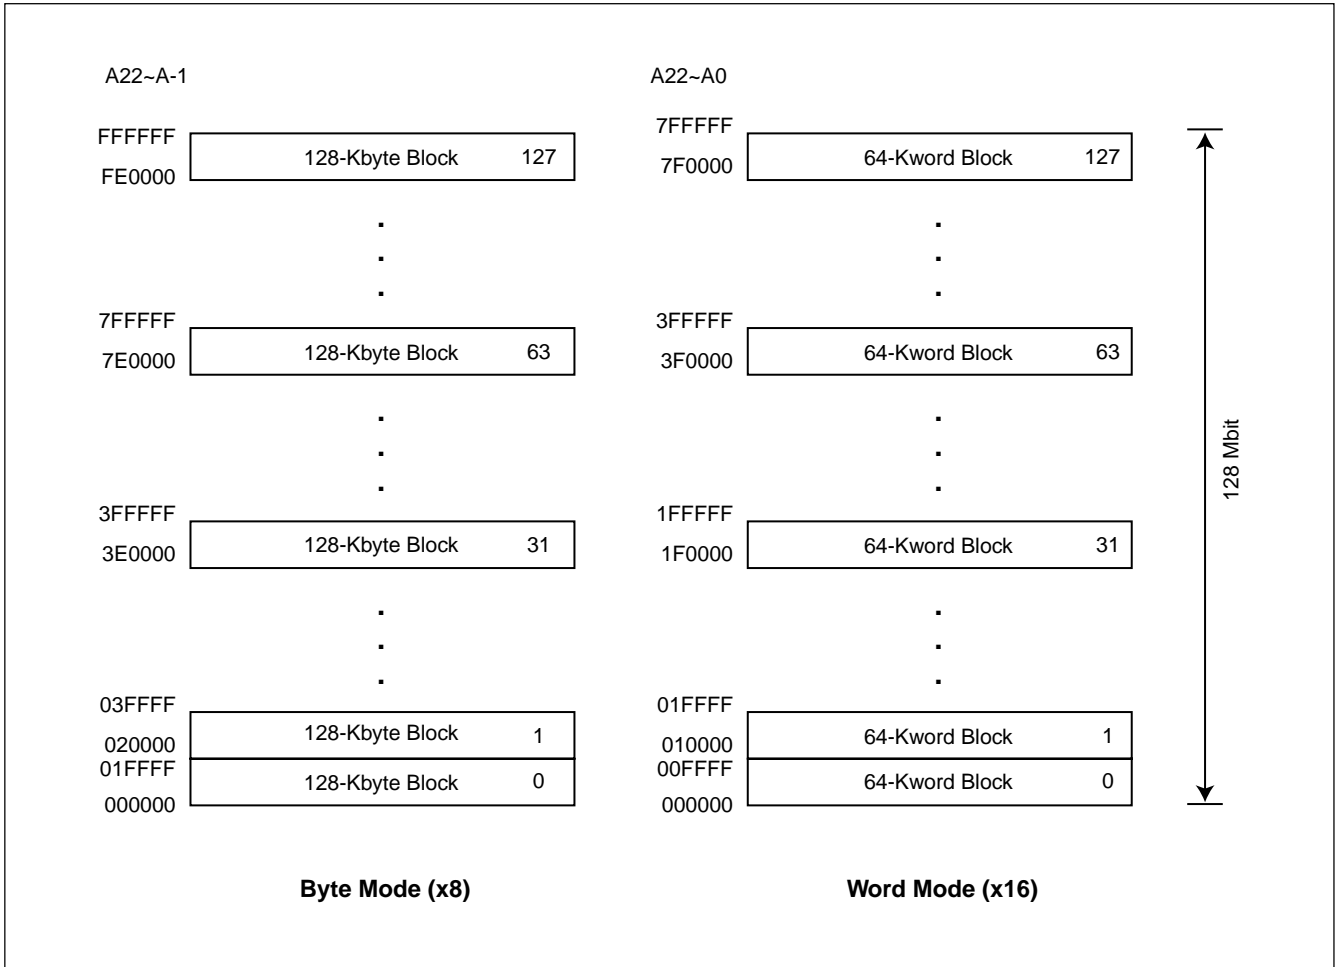 A22~A-1
FFFFFF
128-Kbyte Block 127
FE0000
7FFFFF
128-Kbyte Block 63
7E0000
3FFFFF
128-Kbyte Block 31
3E0000
03FFFF
128-Kbyte Block 1
020000
01FFFF
128-Kbyte Block 0
000000
Byte Mode (x8)
A22~A0
7FFFFF
64-Kword Block 127
7F0000
3FFFFF
64-Kword Block 63
3F0000
1FFFFF
64-Kword Block 31
1F0000
01FFFF
64-Kword Block 1
010000
00FFFF
64-Kword Block 0
000000
Word Mode (x16)
128 Mbit